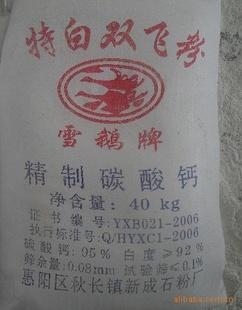 特白双飞粉
雪鹅牌
精制碳酸钙
净含量：40 kg
证书编号：YXB021-2006
执行标准号：Q/HYXC1-2006
碳酸钙：95% 白度≥92%
筛余量：0.08mm 试验筛≤0.1%
惠阳区秋长镇新成石粉厂